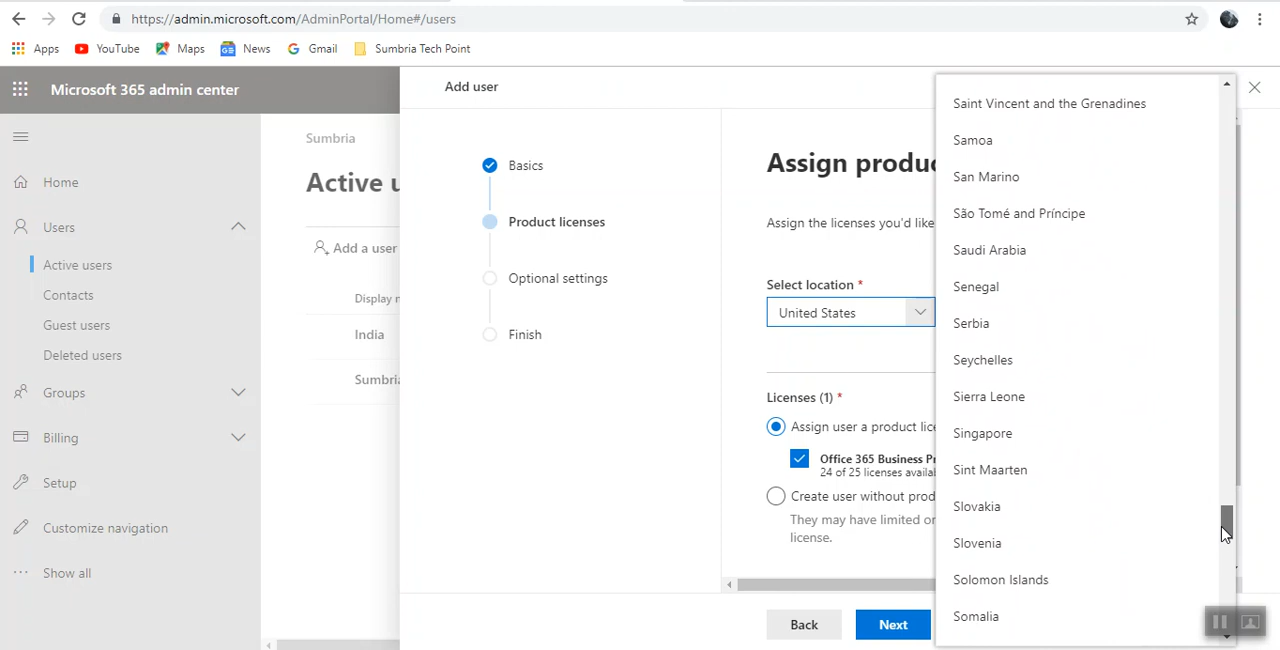 https://admin.microsoft.com/AdminPortal/Home#/users
Apps YouTube Maps News Gmail Sumbria Tech Point
Microsoft 365 admin center
Home
Users
Active users
Contacts
Guest users
Deleted users
Groups
Billing
Setup
Customize navigation
Show all
Sumbria
Active u
Add a user
Display n
India
Sumbria
Add user
Basics
Product licenses
Optional settings
Finish
Assign produc
Assign the licenses you'd like
Select location *
United States
Licenses (1) *
Assign user a product lice
Office 365 Business Pr
24 of 25 licenses availab
Create user without prod
They may have limited or
license.
Back Next
Saint Vincent and the Grenadines
Samoa
San Marino
São Tomé and Príncipe
Saudi Arabia
Senegal
Serbia
Seychelles
Sierra Leone
Singapore
Sint Maarten
Slovakia
Slovenia
Solomon Islands
Somalia